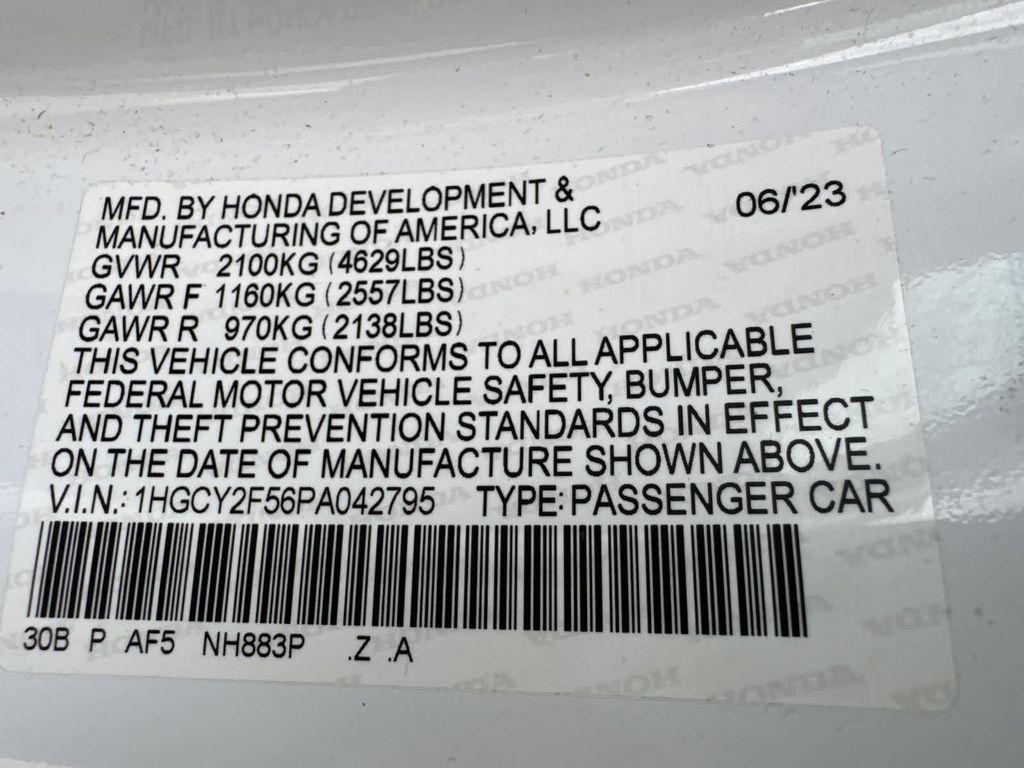 MFD. BY HONDA DEVELOPMENT & MANUFACTURING OF AMERICA, LLC 06/'23
GVWR 2100KG (4629LBS)
GAWR F 1160KG (2557LBS)
GAWR R 970KG (2138LBS)
THIS VEHICLE CONFORMS TO ALL APPLICABLE
FEDERAL MOTOR VEHICLE SAFETY, BUMPER,
AND THEFT PREVENTION STANDARDS IN EFFECT
ON THE DATE OF MANUFACTURE SHOWN ABOVE.
V.I.N.: 1HGCY2F56PA042795 TYPE: PASSENGER CAR
30B P AF5 NH883P .Z .A